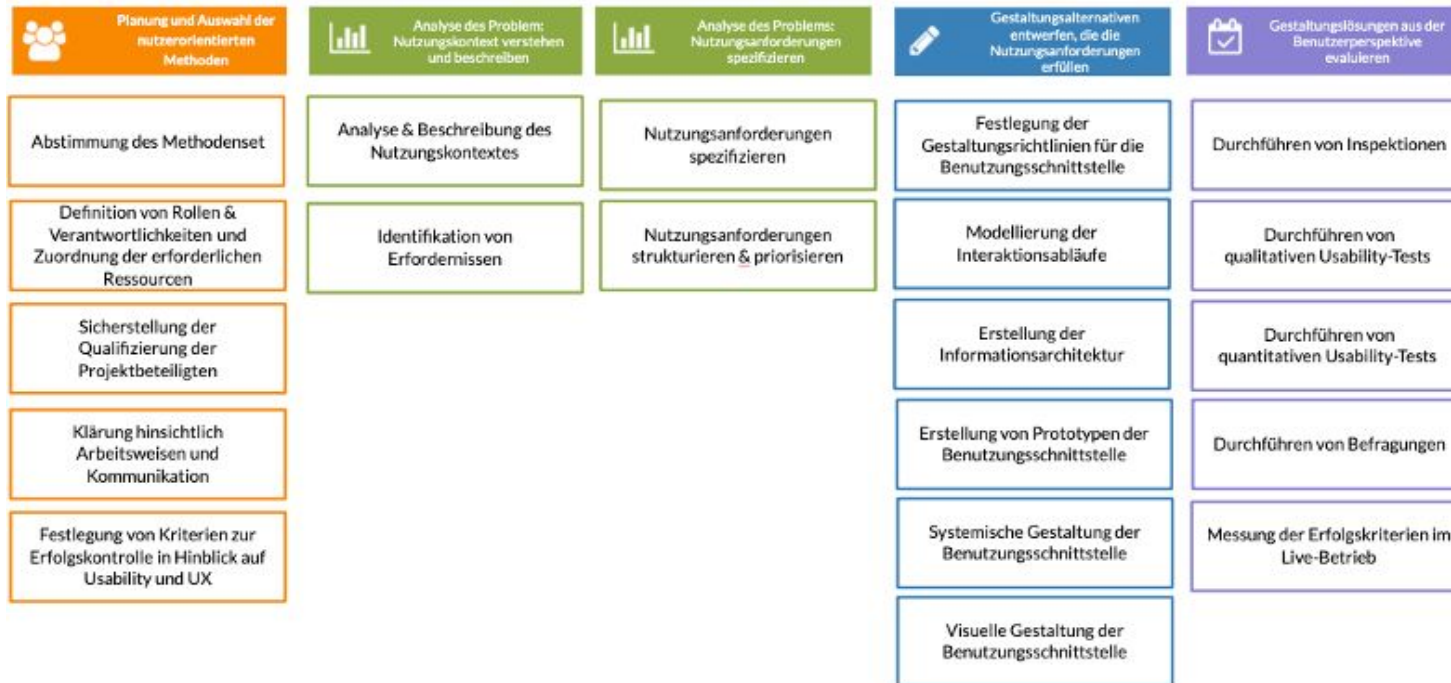 Planung und Auswahl der
nutzerorientierten
Methoden
Abstimmung des Methodenset
Definition von Rollen &
Verantwortlichkeiten und
Zuordnung der erforderlichen
Ressourcen
Sicherstellung der
Qualifizierung der
Projektbeteiligten
Klärung hinsichtlich
Arbeitsweisen und
Kommunikation
Festlegung von Kriterien zur
Erfolgskontrolle in Hinblick auf
Usability und UX
Analyse des Problem:
Nutzungskontext verstehen
und beschreiben
Analyse & Beschreibung des
Nutzungskontextes
Identifikation von
Erfordernissen
Analyse des Problems:
Nutzungsanforderungen
spezifizieren
Nutzungsanforderungen
spezifizieren
Nutzungsanforderungen
strukturieren & priorisieren
Gestaltungsalternativen
entwerfen, die die
Nutzungsanforderungen
erfüllen
Festlegung der
Gestaltungsrichtlinien für die
Benutzungsschnittstelle
Modellierung der
Interaktionsabläufe
Erstellung der
Informationsarchitektur
Erstellung von Prototypen der
Benutzungsschnittstelle
Systemische Gestaltung der
Benutzungsschnittstelle
Visuelle Gestaltung der
Benutzungsschnittstelle
Gestaltungslösungen aus der
Benutzerperspektive
evaluieren
Durchführen von Inspektionen
Durchführen von
qualitativen Usability-Tests
Durchführen von
quantitativen Usability-Tests
Durchführen von Befragungen
Messung der Erfolgskriterien im
Live-Betrieb